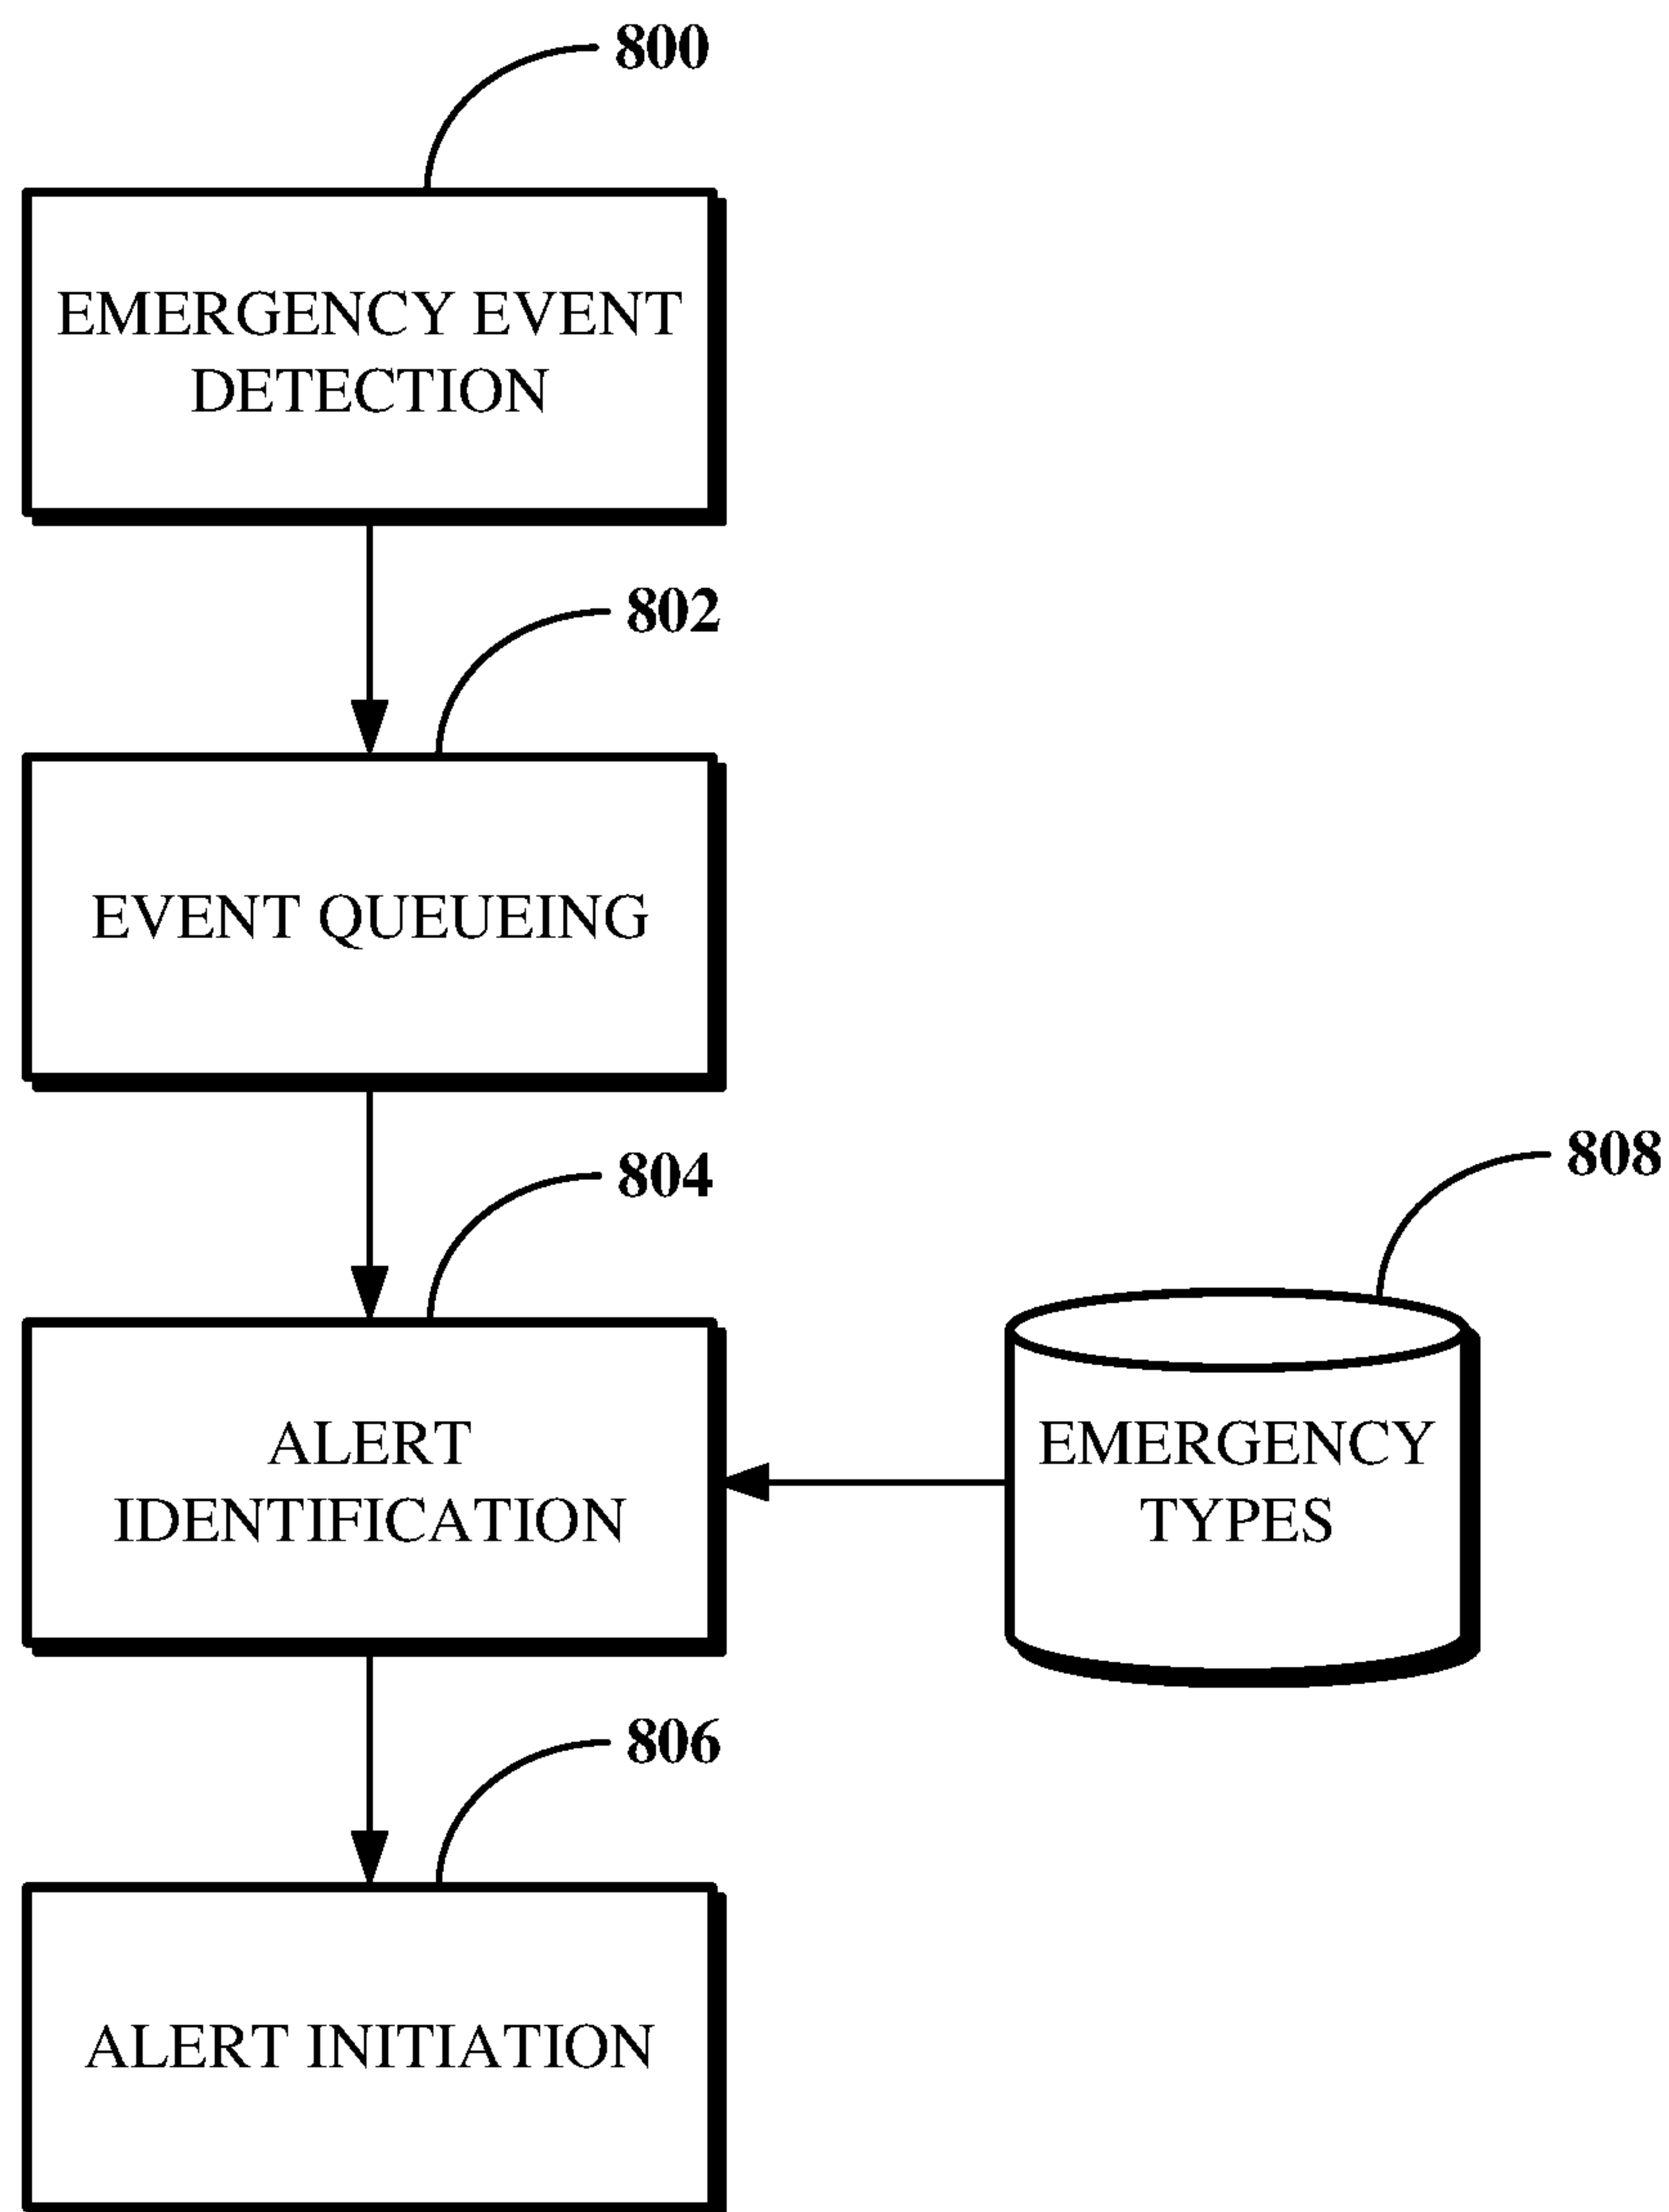 800
EMERGENCY EVENT
DETECTION
802
EVENT QUEUEING
804
808
ALERT
IDENTIFICATION
EMERGENCY
TYPES
806
ALERT INITIATION